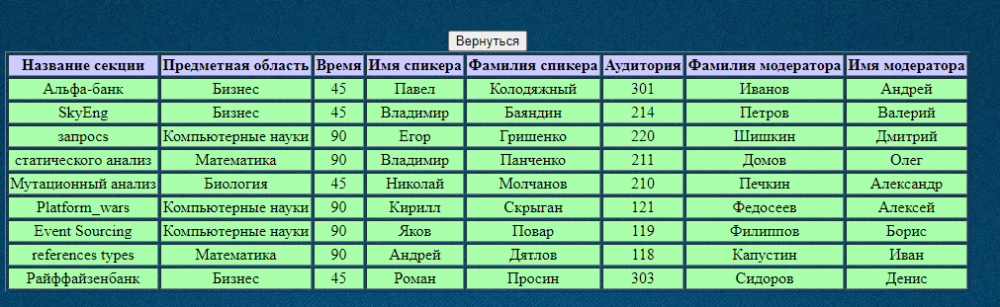 Вернуться
Название секции Предметная область Время Имя спикера Фамилия спикера Аудитория Фамилия модератора Имя модератора
Альфа-банк Бизнес 45 Павел Колодяжный 301 Иванов Андрей
SkyEng Бизнес 45 Владимир Баяндин 214 Петров Валерий
запросs Компьютерные науки 90 Егор Гришенко 220 Шишкин Дмитрий
статического анализ Математика 90 Владимир Панченко 211 Домов Олег
Мутационный анализ Биология 45 Николай Молчанов 210 Печкин Александр
Platform_wars Компьютерные науки 90 Кирилл Скрыган 121 Федосеев Алексей
Event Sourcing Компьютерные науки 90 Яков Повар 119 Филиппов Борис
references types Математика 90 Андрей Дятлов 118 Капустин Иван
Райффайзенбанк Бизнес 45 Роман Просин 303 Сидоров Денис